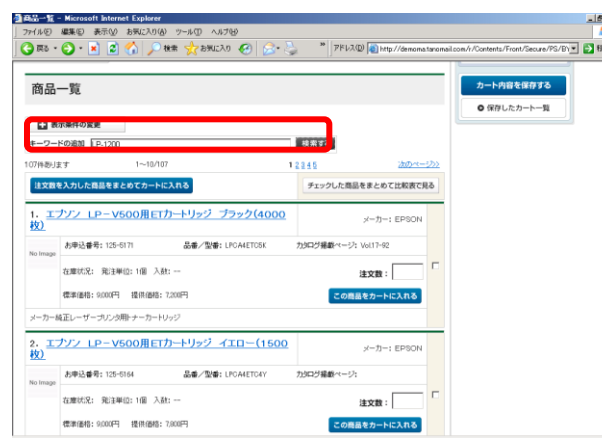 商品一覧 - Microsoft Internet Explorer
ファイル(F) 編集(E) 表示(V) お気に入り(A) ツール(T) ヘルプ(H)
戻る 検索 お気に入り アドレス(D)
カート内容を保存する
保存したカート一覧
商品一覧
表示条件の変更
キーワードの追加 LP-1200 検索する
107件あります 1～10/107 1 2 3 4 5 次のページ>>
注文数を入力した商品をまとめてカートに入れる チェックした商品をまとめて比較表で見る
1. エプソン LP－V500用ETカートリッジ ブラック(4000枚) メーカー: EPSON
No Image
お申込番号: 125-6171 品番／型番: LPCA4ETC5K カタログ掲載ページ: Vol.17-92
在庫状況: 発注単位: 1個 入数: --- 注文数:
標準価格: 9,000円 提供価格: 7,200円 この商品をカートに入れる
メーカー純正レーザープリンタ用トナーカートリッジ
2. エプソン LP－V500用ETカートリッジ イエロー(1500枚) メーカー: EPSON
No Image
お申込番号: 125-6164 品番／型番: LPCA4ETC4Y カタログ掲載ページ:
在庫状況: 発注単位: 1個 入数: --- 注文数:
標準価格: 9,000円 提供価格: 7,000円 この商品をカートに入れる